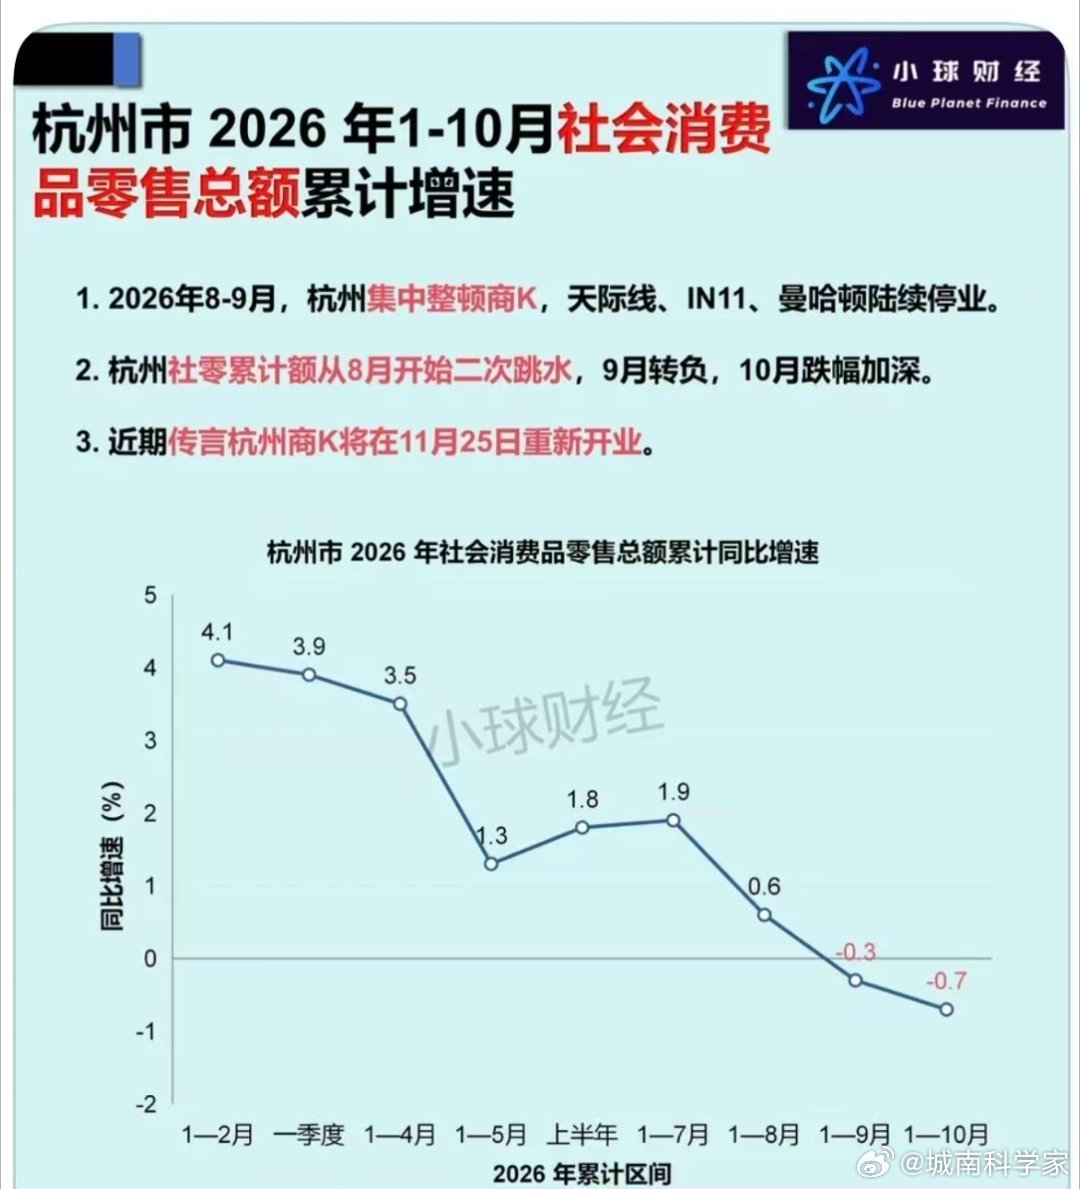 小球财经
Blue Planet Finance
杭州市 2026 年1-10月社会消费
品零售总额累计增速
1. 2026年8-9月，杭州集中整顿商K，天际线、IN11、曼哈顿陆续停业。
2. 杭州社零累计额从8月开始二次跳水，9月转负，10月跌幅加深。
3. 近期传言杭州商K将在11月25日重新开业。
杭州市 2026 年社会消费品零售总额累计同比增速
同比增速（%）
5
4
3
2
1
0
-1
-2
4.1
3.9
3.5
1.3
1.8
1.9
0.6
-0.3
-0.7
小球财经
1—2月 一季度 1—4月 1—5月 上半年 1—7月 1—8月 1—9月 1—10月
2026 年累计区间
@城南科学家